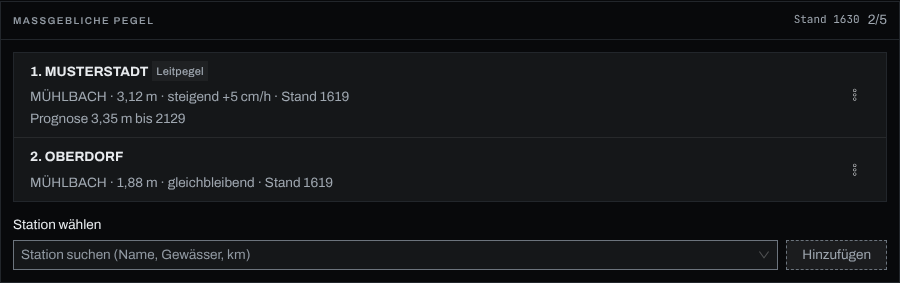 MASSGEBLICHE PEGEL
Stand 1630 2/5
1. MUSTERSTADT Leitpegel
MÜHLBACH · 3,12 m · steigend +5 cm/h · Stand 1619
Prognose 3,35 m bis 2129
2. OBERDORF
MÜHLBACH · 1,88 m · gleichbleibend · Stand 1619
Station wählen
Station suchen (Name, Gewässer, km)
Hinzufügen